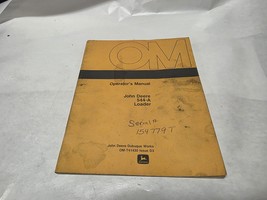 OM
Operator's Manual
John Deere
544-A
Loader
Serial #
154779T
John Deere Dubuque Works